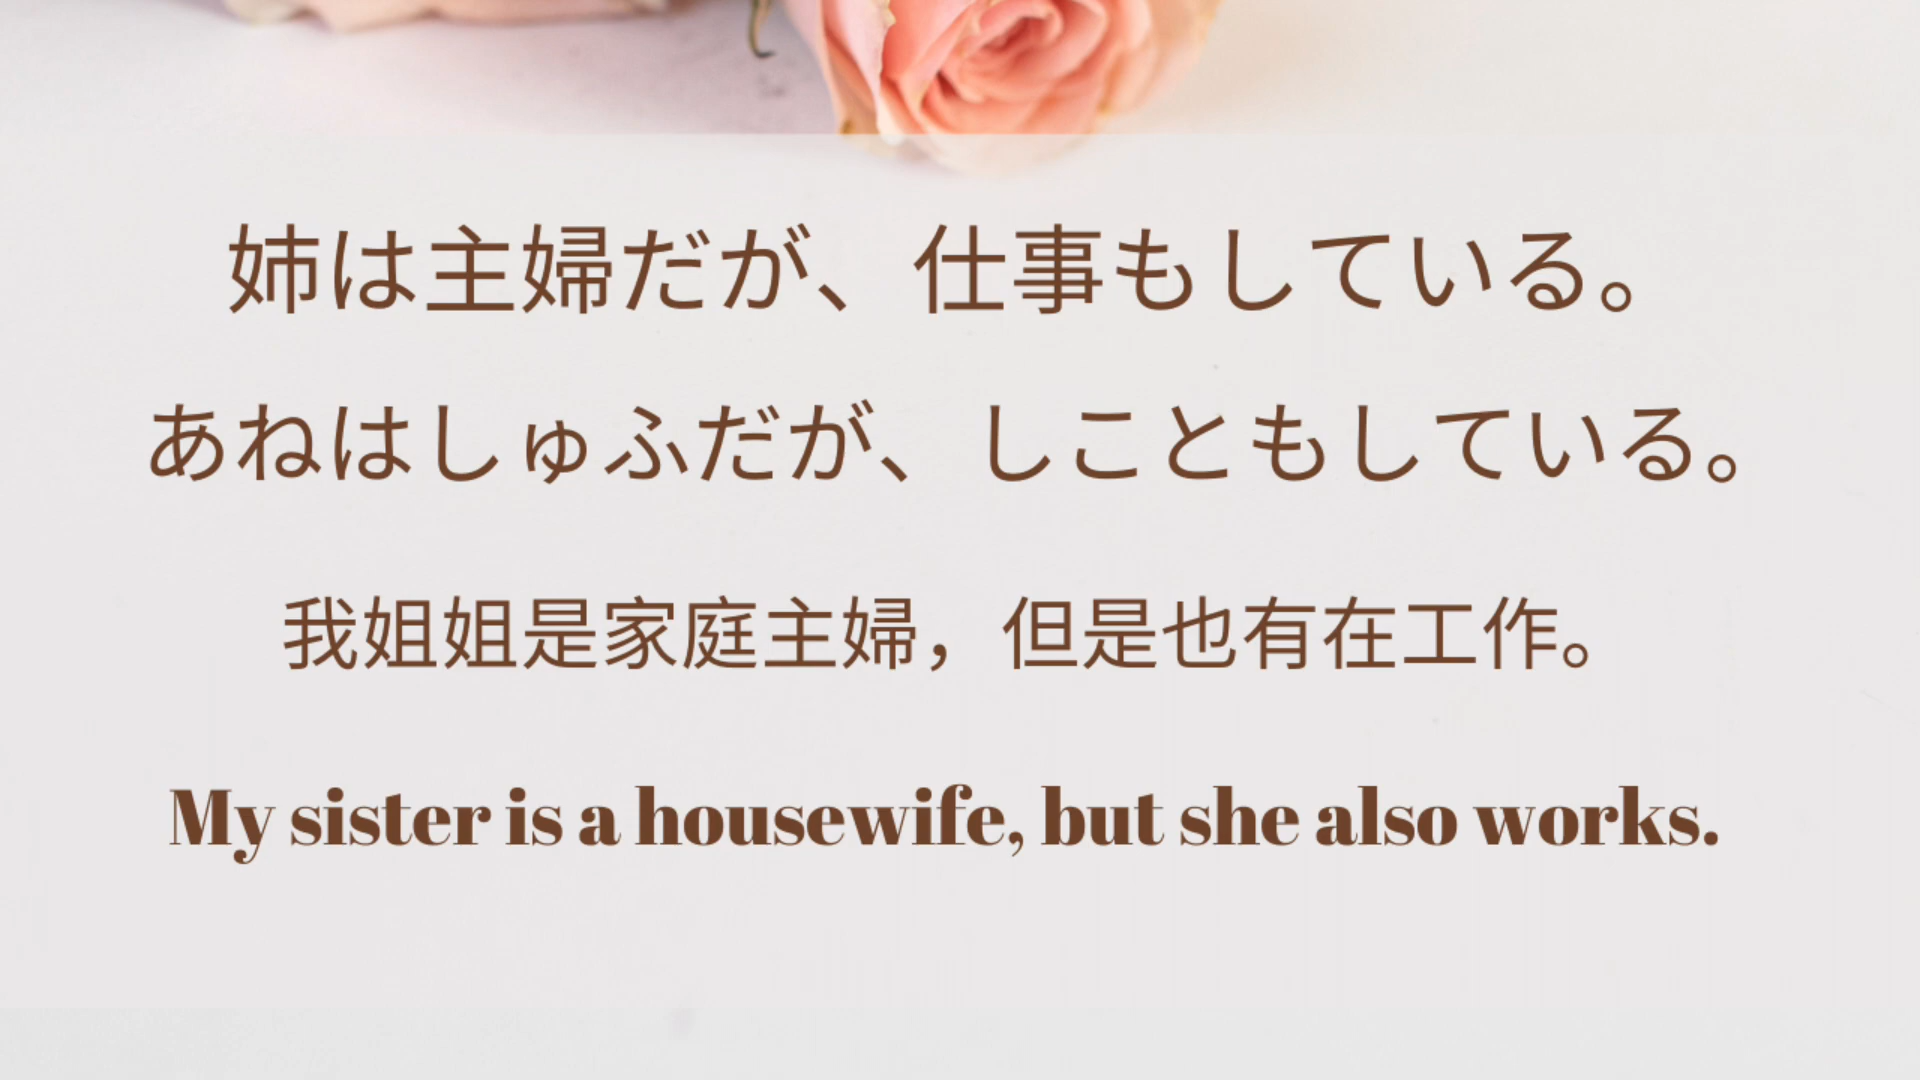 姉は主婦だが、仕事もしている。
あねはしゅふだが、しこともしている。
我姐姐是家庭主婦，但是也有在工作。
My sister is a housewife, but she also works.